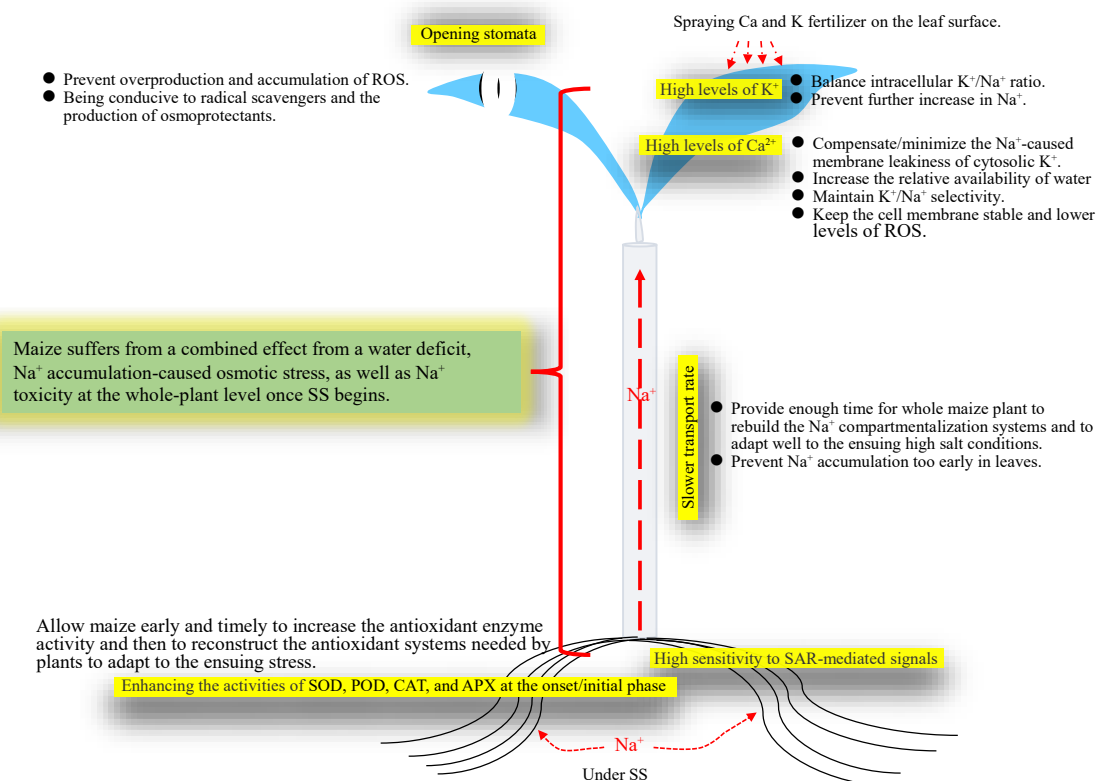 Spraying Ca and K fertilizer on the leaf surface.
Opening stomata
● Prevent overproduction and accumulation of ROS.
● Being conducive to radical scavengers and the
production of osmoprotectants.
High levels of K⁺
● Balance intracellular K⁺/Na⁺ ratio.
● Prevent further increase in Na⁺.
High levels of Ca²⁺
● Compensate/minimize the Na⁺-caused
membrane leakiness of cytosolic K⁺.
● Increase the relative availability of water
● Maintain K⁺/Na⁺ selectivity.
● Keep the cell membrane stable and lower
levels of ROS.
Maize suffers from a combined effect from a water deficit,
Na⁺ accumulation-caused osmotic stress, as well as Na⁺
toxicity at the whole-plant level once SS begins.
Na⁺
Slower transport rate
● Provide enough time for whole maize plant to
rebuild the Na⁺ compartmentalization systems and to
adapt well to the ensuing high salt conditions.
● Prevent Na⁺ accumulation too early in leaves.
Allow maize early and timely to increase the antioxidant enzyme
activity and then to reconstruct the antioxidant systems needed by
plants to adapt to the ensuing stress.
High sensitivity to SAR-mediated signals
Enhancing the activities of SOD, POD, CAT, and APX at the onset/initial phase
Na⁺
Under SS